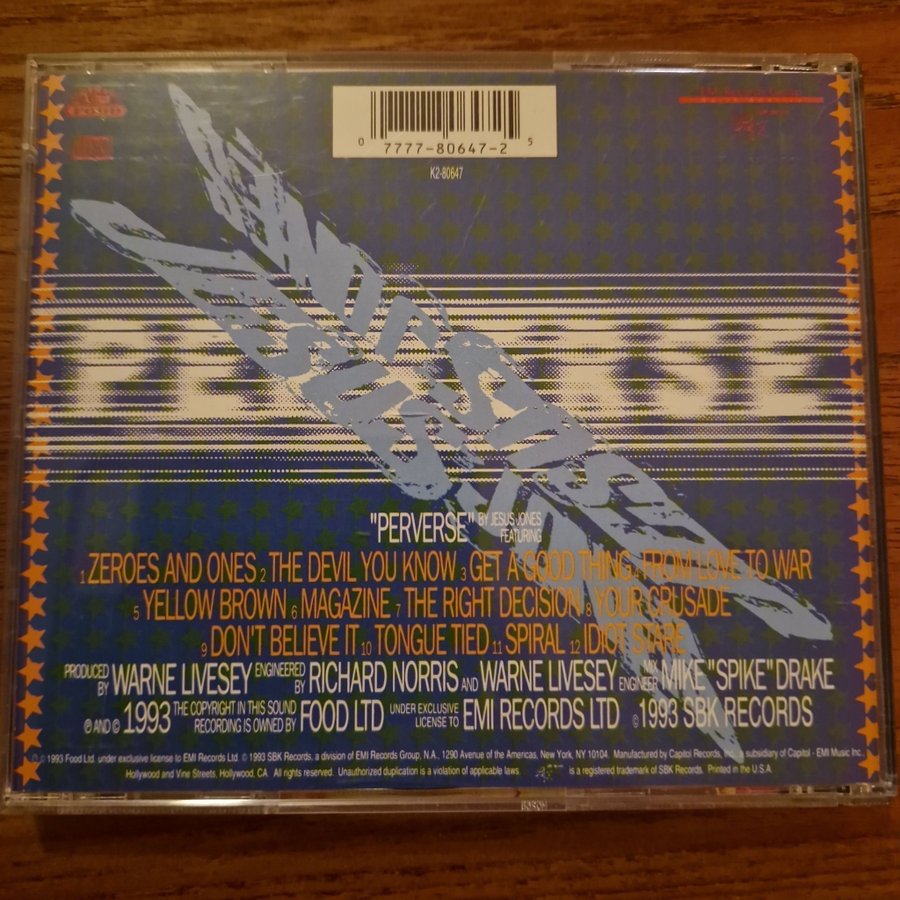 FOOD
0 7777-80647-2 5
K2-80647
JESUS JONES
PERVERSE
"PERVERSE" BY JESUS JONES FEATURING
1 ZEROES AND ONES 2 THE DEVIL YOU KNOW 3 GET A GOOD THING 4 FROM LOVE TO WAR
5 YELLOW BROWN 6 MAGAZINE 7 THE RIGHT DECISION 8 YOUR CRUSADE
9 DON'T BELIEVE IT 10 TONGUE TIED 11 SPIRAL 12 IDIOT STARE
PRODUCED BY WARNE LIVESEY ENGINEERED BY RICHARD NORRIS AND WARNE LIVESEY MIX ENGINEER MIKE "SPIKE" DRAKE
℗ AND © 1993 THE COPYRIGHT IN THIS SOUND RECORDING IS OWNED BY FOOD LTD UNDER EXCLUSIVE LICENSE TO EMI RECORDS LTD © 1993 SBK RECORDS
℗ © 1993 Food Ltd. under exclusive license to EMI Records Ltd. © 1993 SBK Records, a division of EMI Records Group, N.A., 1290 Avenue of the Americas, New York, NY 10104. Manufactured by Capitol Records, Inc., a subsidiary of Capitol - EMI Music Inc.
Hollywood and Vine Streets, Hollywood, CA. All rights reserved. Unauthorized duplication is a violation of applicable laws. is a registered trademark of SBK Records. Printed in the U.S.A.